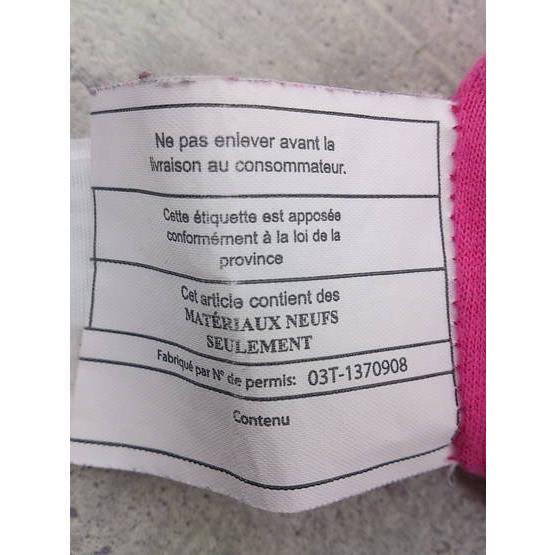 Ne pas enlever avant la
livraison au consommateur.
Cette étiquette est apposée
conformément à la loi de la
province
Cet article contient des
MATÉRIAUX NEUFS
SEULEMENT
Fabriqué par N° de permis: 03T-1370908
Contenu